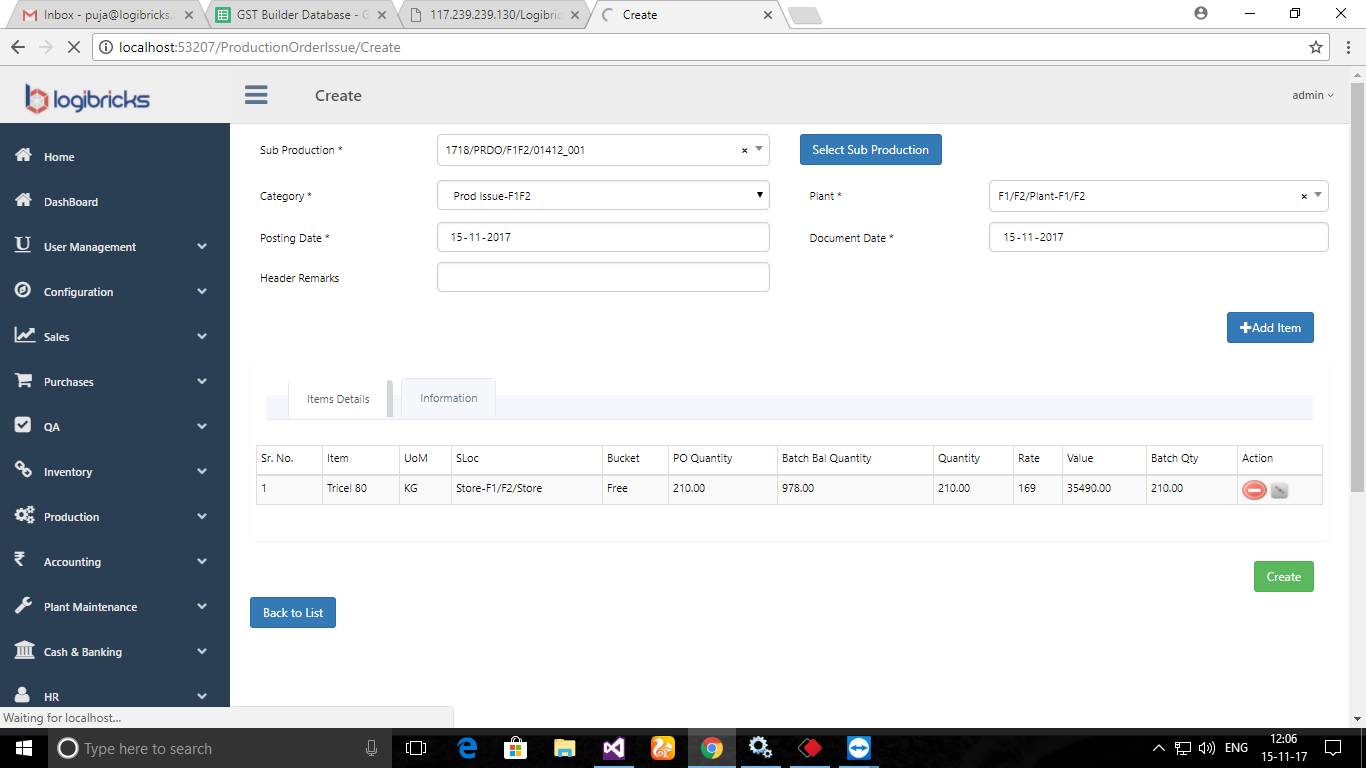 Inbox - puja@logibricks.
GST Builder Database - G
117.239.239.130/Logibric
Create
localhost:53207/ProductionOrderIssue/Create
logibricks
Create
admin
Home
DashBoard
User Management
Configuration
Sales
Purchases
QA
Inventory
Production
Accounting
Plant Maintenance
Cash & Banking
HR
Sub Production *
1718/PRDO/F1F2/01412_001
×
Select Sub Production
Category *
Prod Issue-F1F2
Plant *
F1/F2/Plant-F1/F2
×
Posting Date *
15-11-2017
Document Date *
15-11-2017
Header Remarks
Add Item
Items Details
Information
Sr. No. Item UoM SLoc Bucket PO Quantity Batch Bal Quantity Quantity Rate Value Batch Qty Action
1 Tricel 80 KG Store-F1/F2/Store Free 210.00 978.00 210.00 169 35490.00 210.00
Create
Back to List
Waiting for localhost...
Type here to search
ENG
12:06
15-11-17